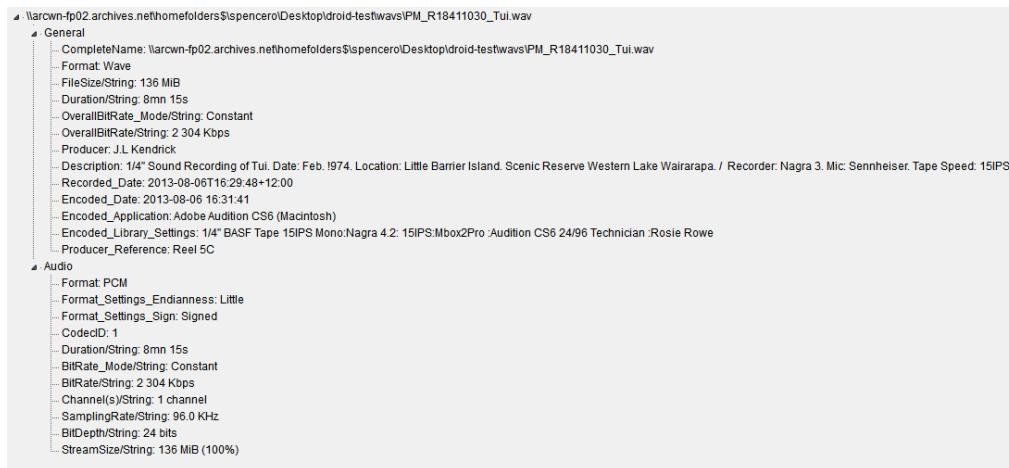 \\arcwn-fp02.archives.net\homefolders$\spencero\Desktop\droid-test\wavs\PM_R18411030_Tui.wav
General
CompleteName: \\arcwn-fp02.archives.net\homefolders$\spencero\Desktop\droid-test\wavs\PM_R18411030_Tui.wav
Format: Wave
FileSize/String: 136 MiB
Duration/String: 8mn 15s
OverallBitRate_Mode/String: Constant
OverallBitRate/String: 2 304 Kbps
Producer: J.L Kendrick
Description: 1/4" Sound Recording of Tui. Date: Feb. !974. Location: Little Barrier Island. Scenic Reserve Western Lake Wairarapa. / Recorder: Nagra 3. Mic: Sennheiser. Tape Speed: 15IPS
Recorded_Date: 2013-08-06T16:29:48+12:00
Encoded_Date: 2013-08-06 16:31:41
Encoded_Application: Adobe Audition CS6 (Macintosh)
Encoded_Library_Settings: 1/4" BASF Tape 15IPS Mono:Nagra 4.2: 15IPS:Mbox2Pro :Audition CS6 24/96 Technician :Rosie Rowe
Producer_Reference: Reel 5C
Audio
Format: PCM
Format_Settings_Endianness: Little
Format_Settings_Sign: Signed
CodecID: 1
Duration/String: 8mn 15s
BitRate_Mode/String: Constant
BitRate/String: 2 304 Kbps
Channel(s)/String: 1 channel
SamplingRate/String: 96.0 KHz
BitDepth/String: 24 bits
StreamSize/String: 136 MiB (100%)